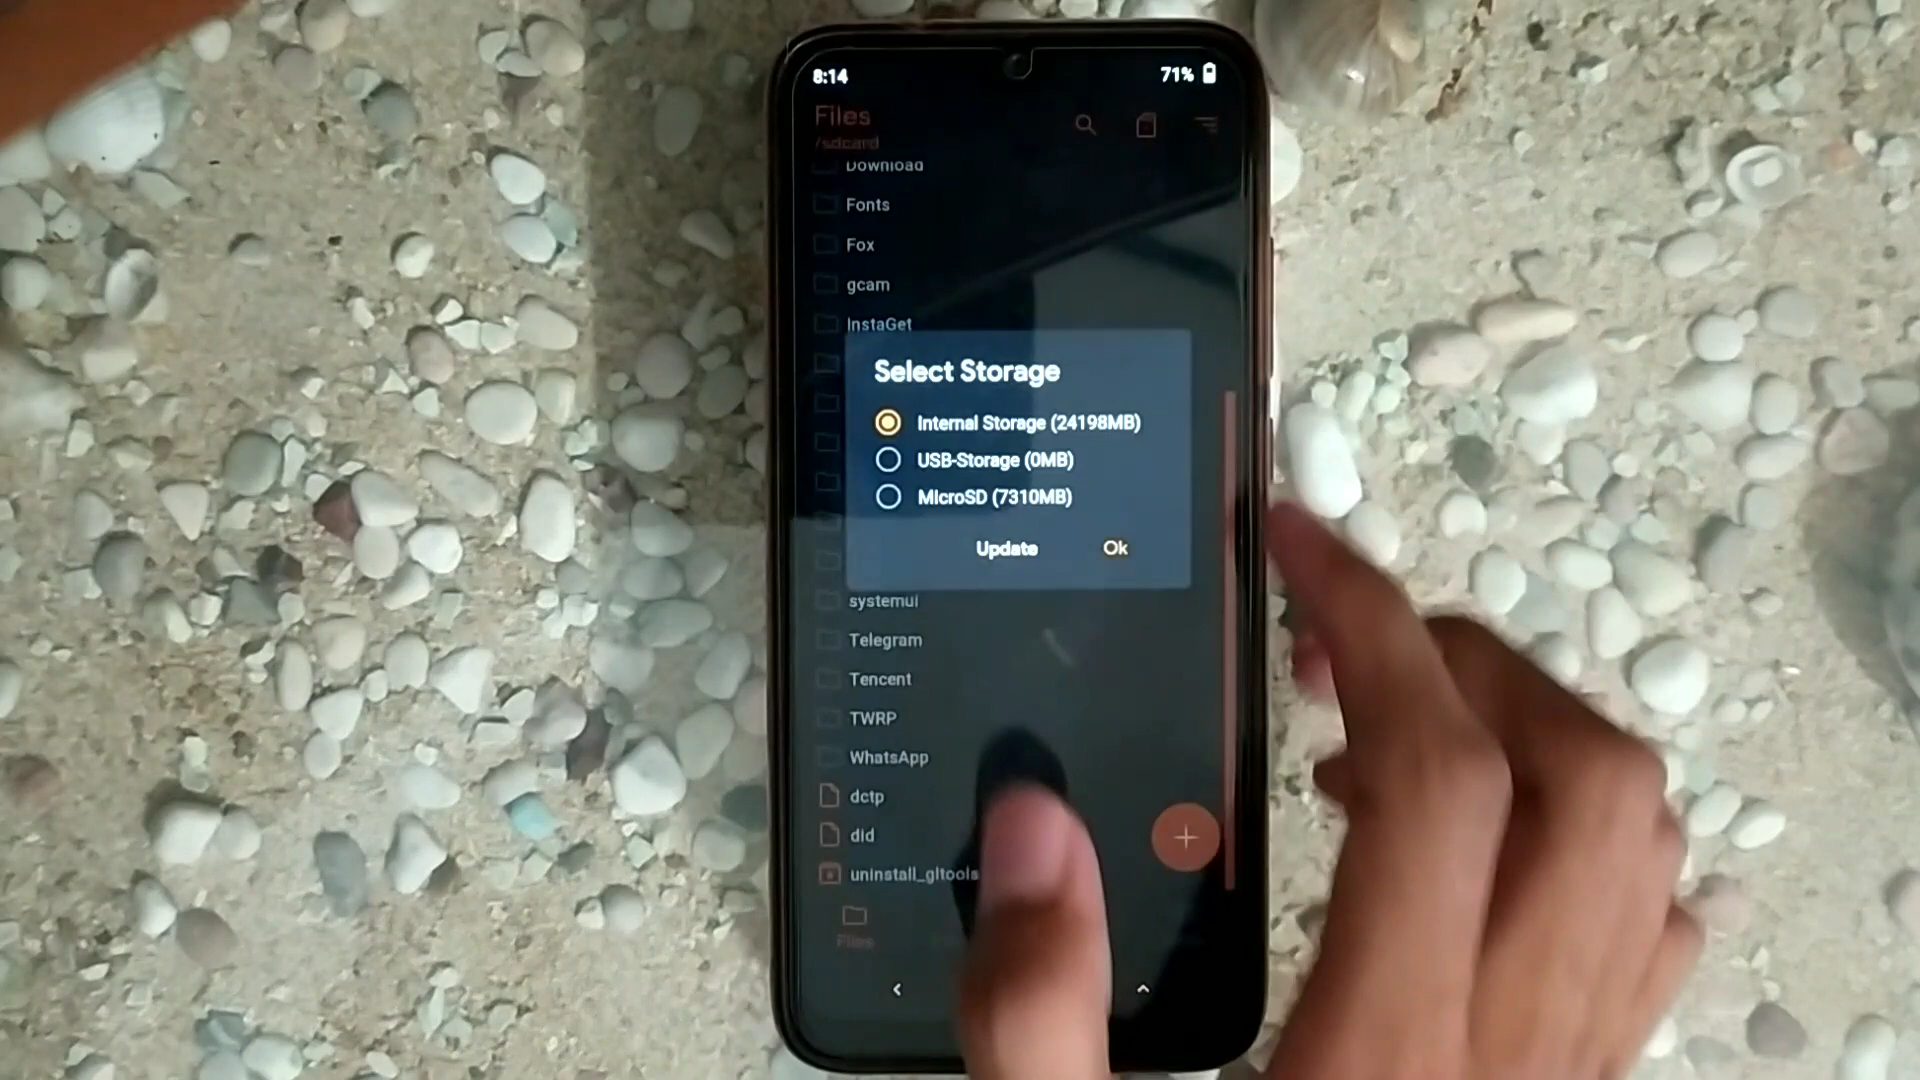 8:14
71%
Files
/sdcard
Download
Fonts
Fox
gcam
InstaGet
Select Storage
Internal Storage (24198MB)
USB-Storage (0MB)
MicroSD (7310MB)
Update
Ok
systemui
Telegram
Tencent
TWRP
WhatsApp
dctp
did
uninstall_gltools
Files